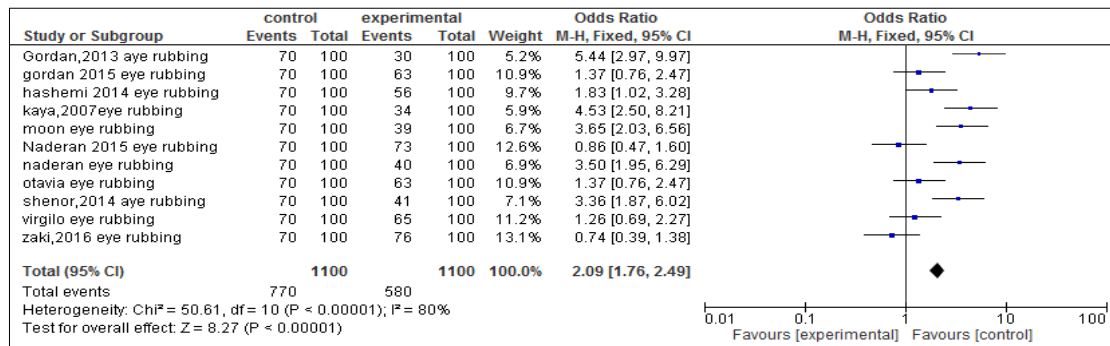 control experimental Odds Ratio Odds Ratio
Study or Subgroup Events Total Events Total Weight M-H, Fixed, 95% CI M-H, Fixed, 95% CI
Gordan,2013 aye rubbing 70 100 30 100 5.2% 5.44 [2.97, 9.97]
gordan 2015 eye rubbing 70 100 63 100 10.9% 1.37 [0.76, 2.47]
hashemi 2014 eye rubbing 70 100 56 100 9.7% 1.83 [1.02, 3.28]
kaya,2007eye rubbing 70 100 34 100 5.9% 4.53 [2.50, 8.21]
moon eye rubbing 70 100 39 100 6.7% 3.65 [2.03, 6.56]
Naderan 2015 eye rubbing 70 100 73 100 12.6% 0.86 [0.47, 1.60]
naderan eye rubbing 70 100 40 100 6.9% 3.50 [1.95, 6.29]
otavia eye rubbing 70 100 63 100 10.9% 1.37 [0.76, 2.47]
shenor,2014 aye rubbing 70 100 41 100 7.1% 3.36 [1.87, 6.02]
virgilo eye rubbing 70 100 65 100 11.2% 1.26 [0.69, 2.27]
zaki,2016 eye rubbing 70 100 76 100 13.1% 0.74 [0.39, 1.38]
Total (95% CI) 1100 1100 100.0% 2.09 [1.76, 2.49]
Total events 770 580
Heterogeneity: Chi² = 50.61, df = 10 (P < 0.00001); I² = 80%
Test for overall effect: Z = 8.27 (P < 0.00001)
0.01 0.1 1 10 100
Favours [experimental] Favours [control]